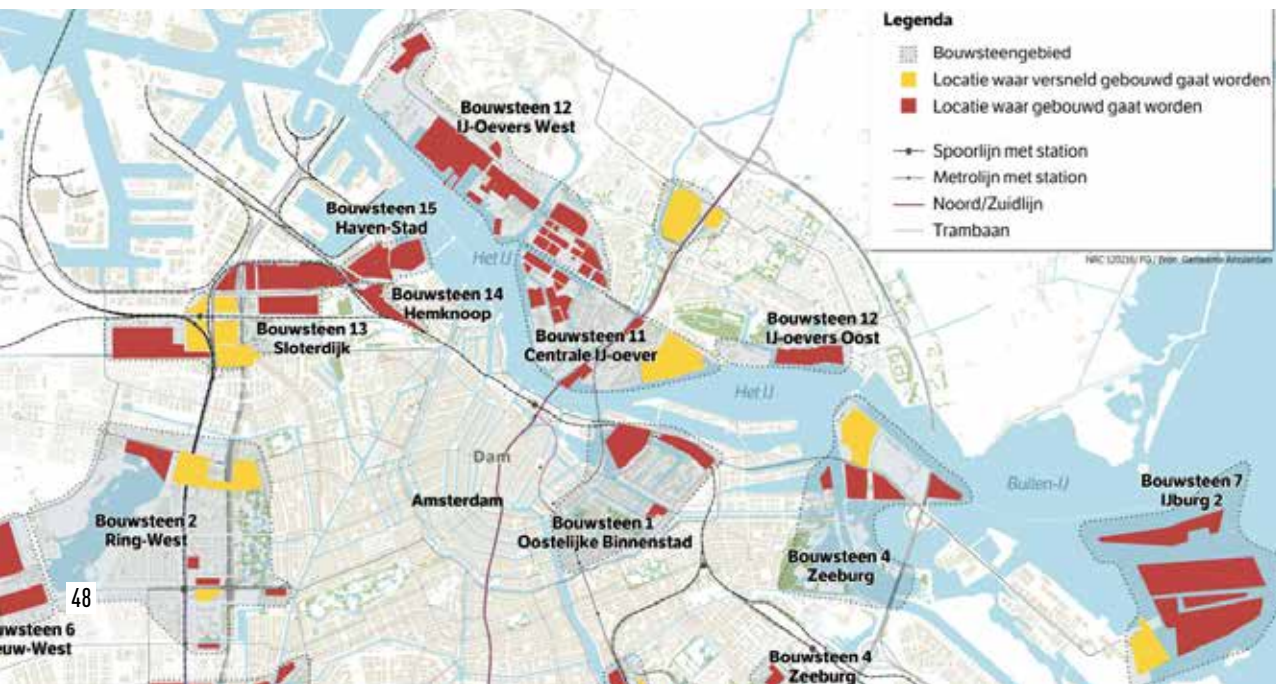 Legenda
Bouwsteengebied
Locatie waar versneld gebouwd gaat worden
Locatie waar gebouwd gaat worden
Spoorlijn met station
Metrolijn met station
Noord/Zuidlijn
Trambaan
Bouwsteen 12
IJ-Oevers West
Bouwsteen 15
Haven-Stad
Het IJ
Bouwsteen 14
Hemknoop
Bouwsteen 13
Sloterdijk
Bouwsteen 11
Centrale IJ-oever
Bouwsteen 12
IJ-oevers Oost
Het IJ
Dam
Amsterdam
Buiten-IJ
Bouwsteen 7
IJburg 2
Bouwsteen 2
Ring-West
Bouwsteen 1
Oostelijke Binnenstad
Bouwsteen 4
Zeeburg
48
wsteen 6
euw-West
Bouwsteen 4
Zeeburg